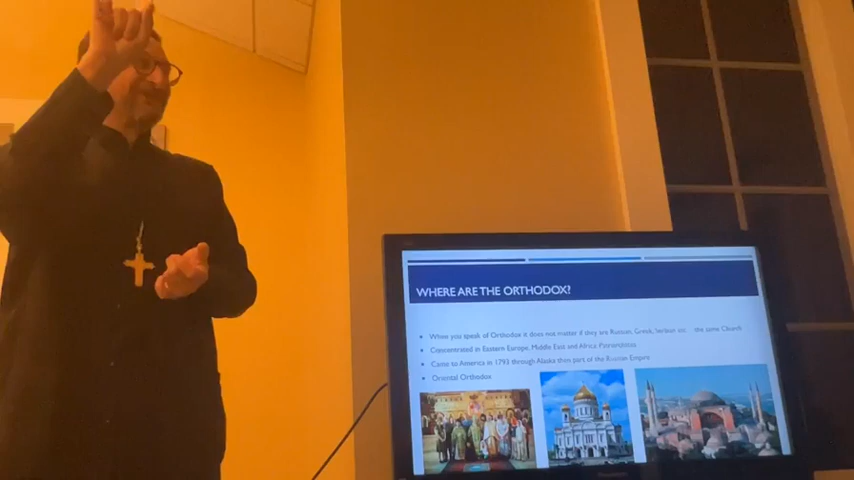 WHERE ARE THE ORTHODOX?
• When you speak of Orthodox it does not matter if they are Russian, Greek, Serbian etc. . . the same Church
• Concentrated in Eastern Europe, Middle East and Africa Patriarchates
• Came to America in 1793 through Alaska then part of the Russian Empire
• Oriental Orthodox